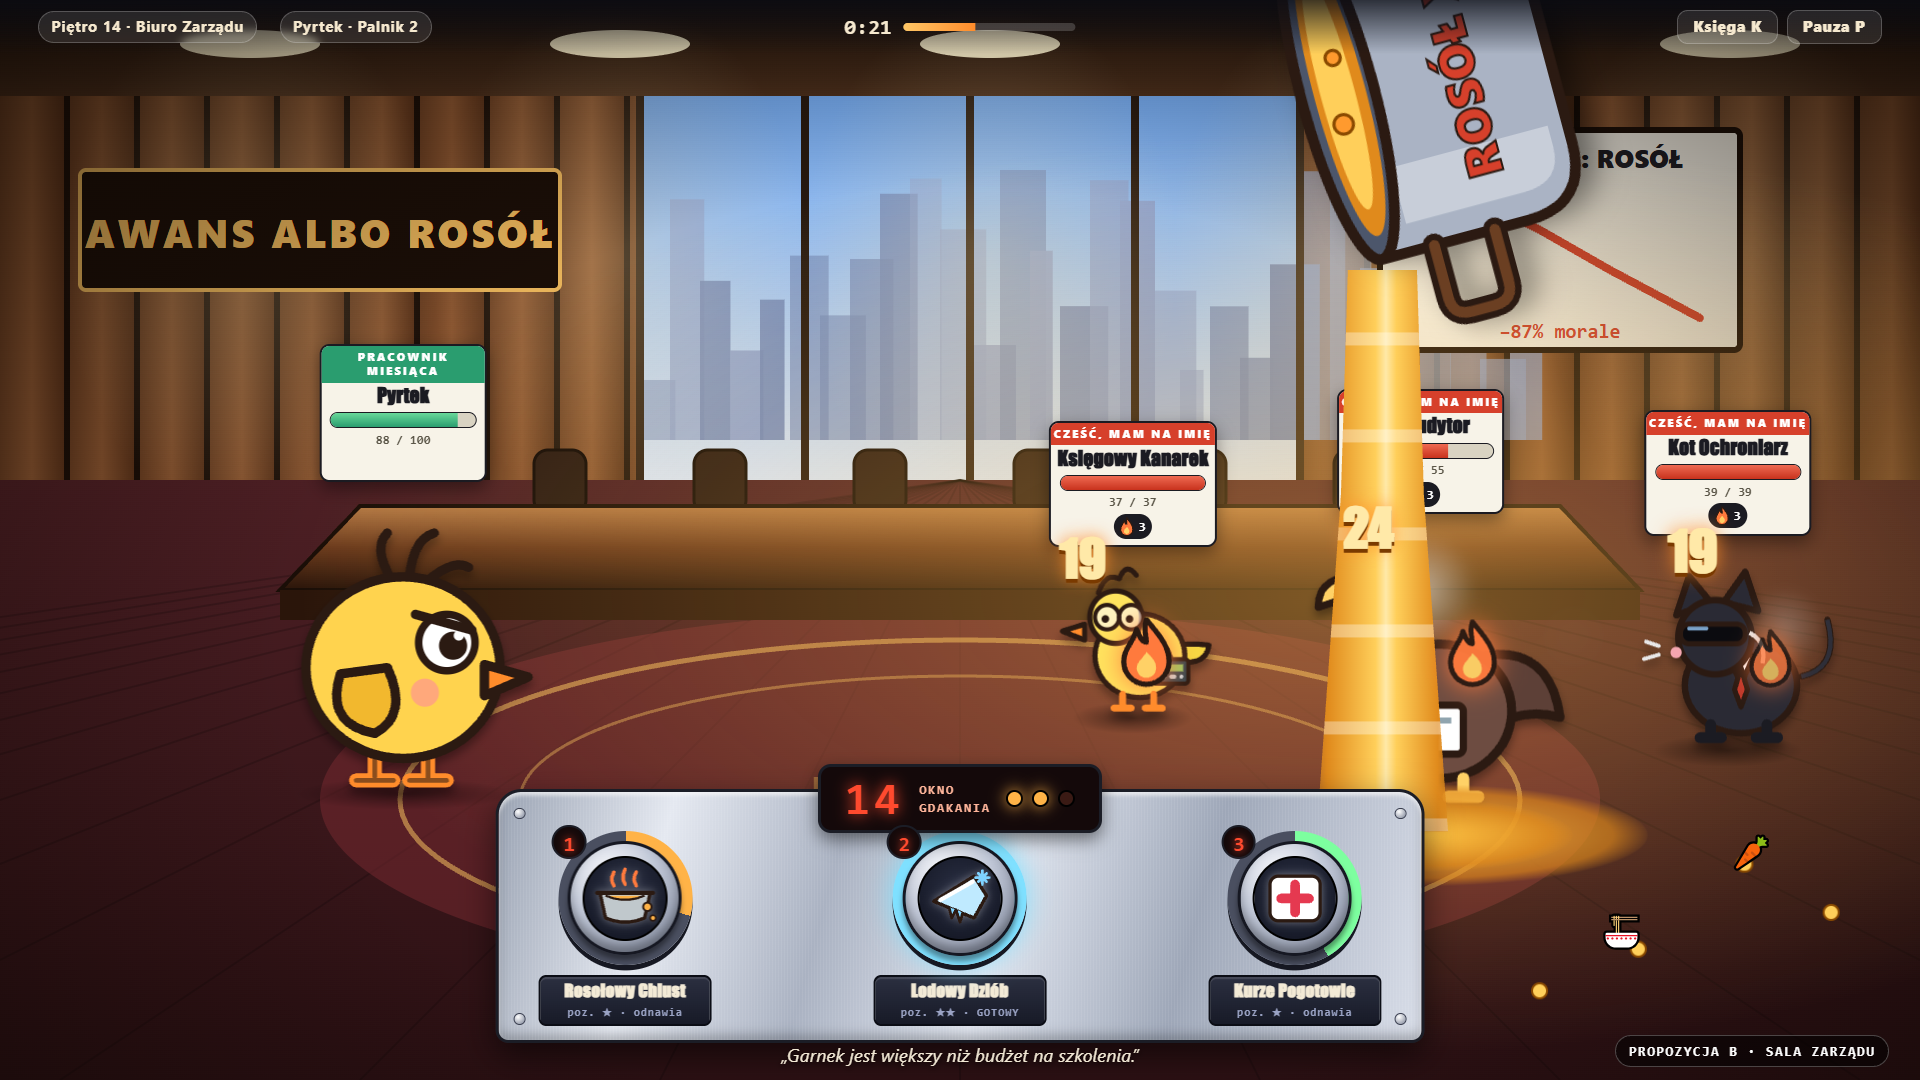 Piętro 14 · Biuro Zarządu
Pyrtek · Palnik 2
0:21
Księga K
Pauza P
ROSÓŁ
: ROSÓŁ
AWANS ALBO ROSÓŁ
−87% morale
PRACOWNIK
MIESIĄCA
Pyrtek
88 / 100
CZEŚĆ, MAM NA IMIĘ
Księgowy Kanarek
37 / 37
3
19
M NA IMIĘ
dytor
55
3
24
CZEŚĆ, MAM NA IMIĘ
Kot Ochroniarz
39 / 39
3
19
14
OKNO
GDAKANIA
1
2
3
Rosołowy Chlust
poz. ★ · odnawia
Lodowy Dziób
poz. ★★ · GOTOWY
Kurze Pogotowie
poz. ★ · odnawia
„Garnek jest większy niż budżet na szkolenia.”
PROPOZYCJA B · SALA ZARZĄDU